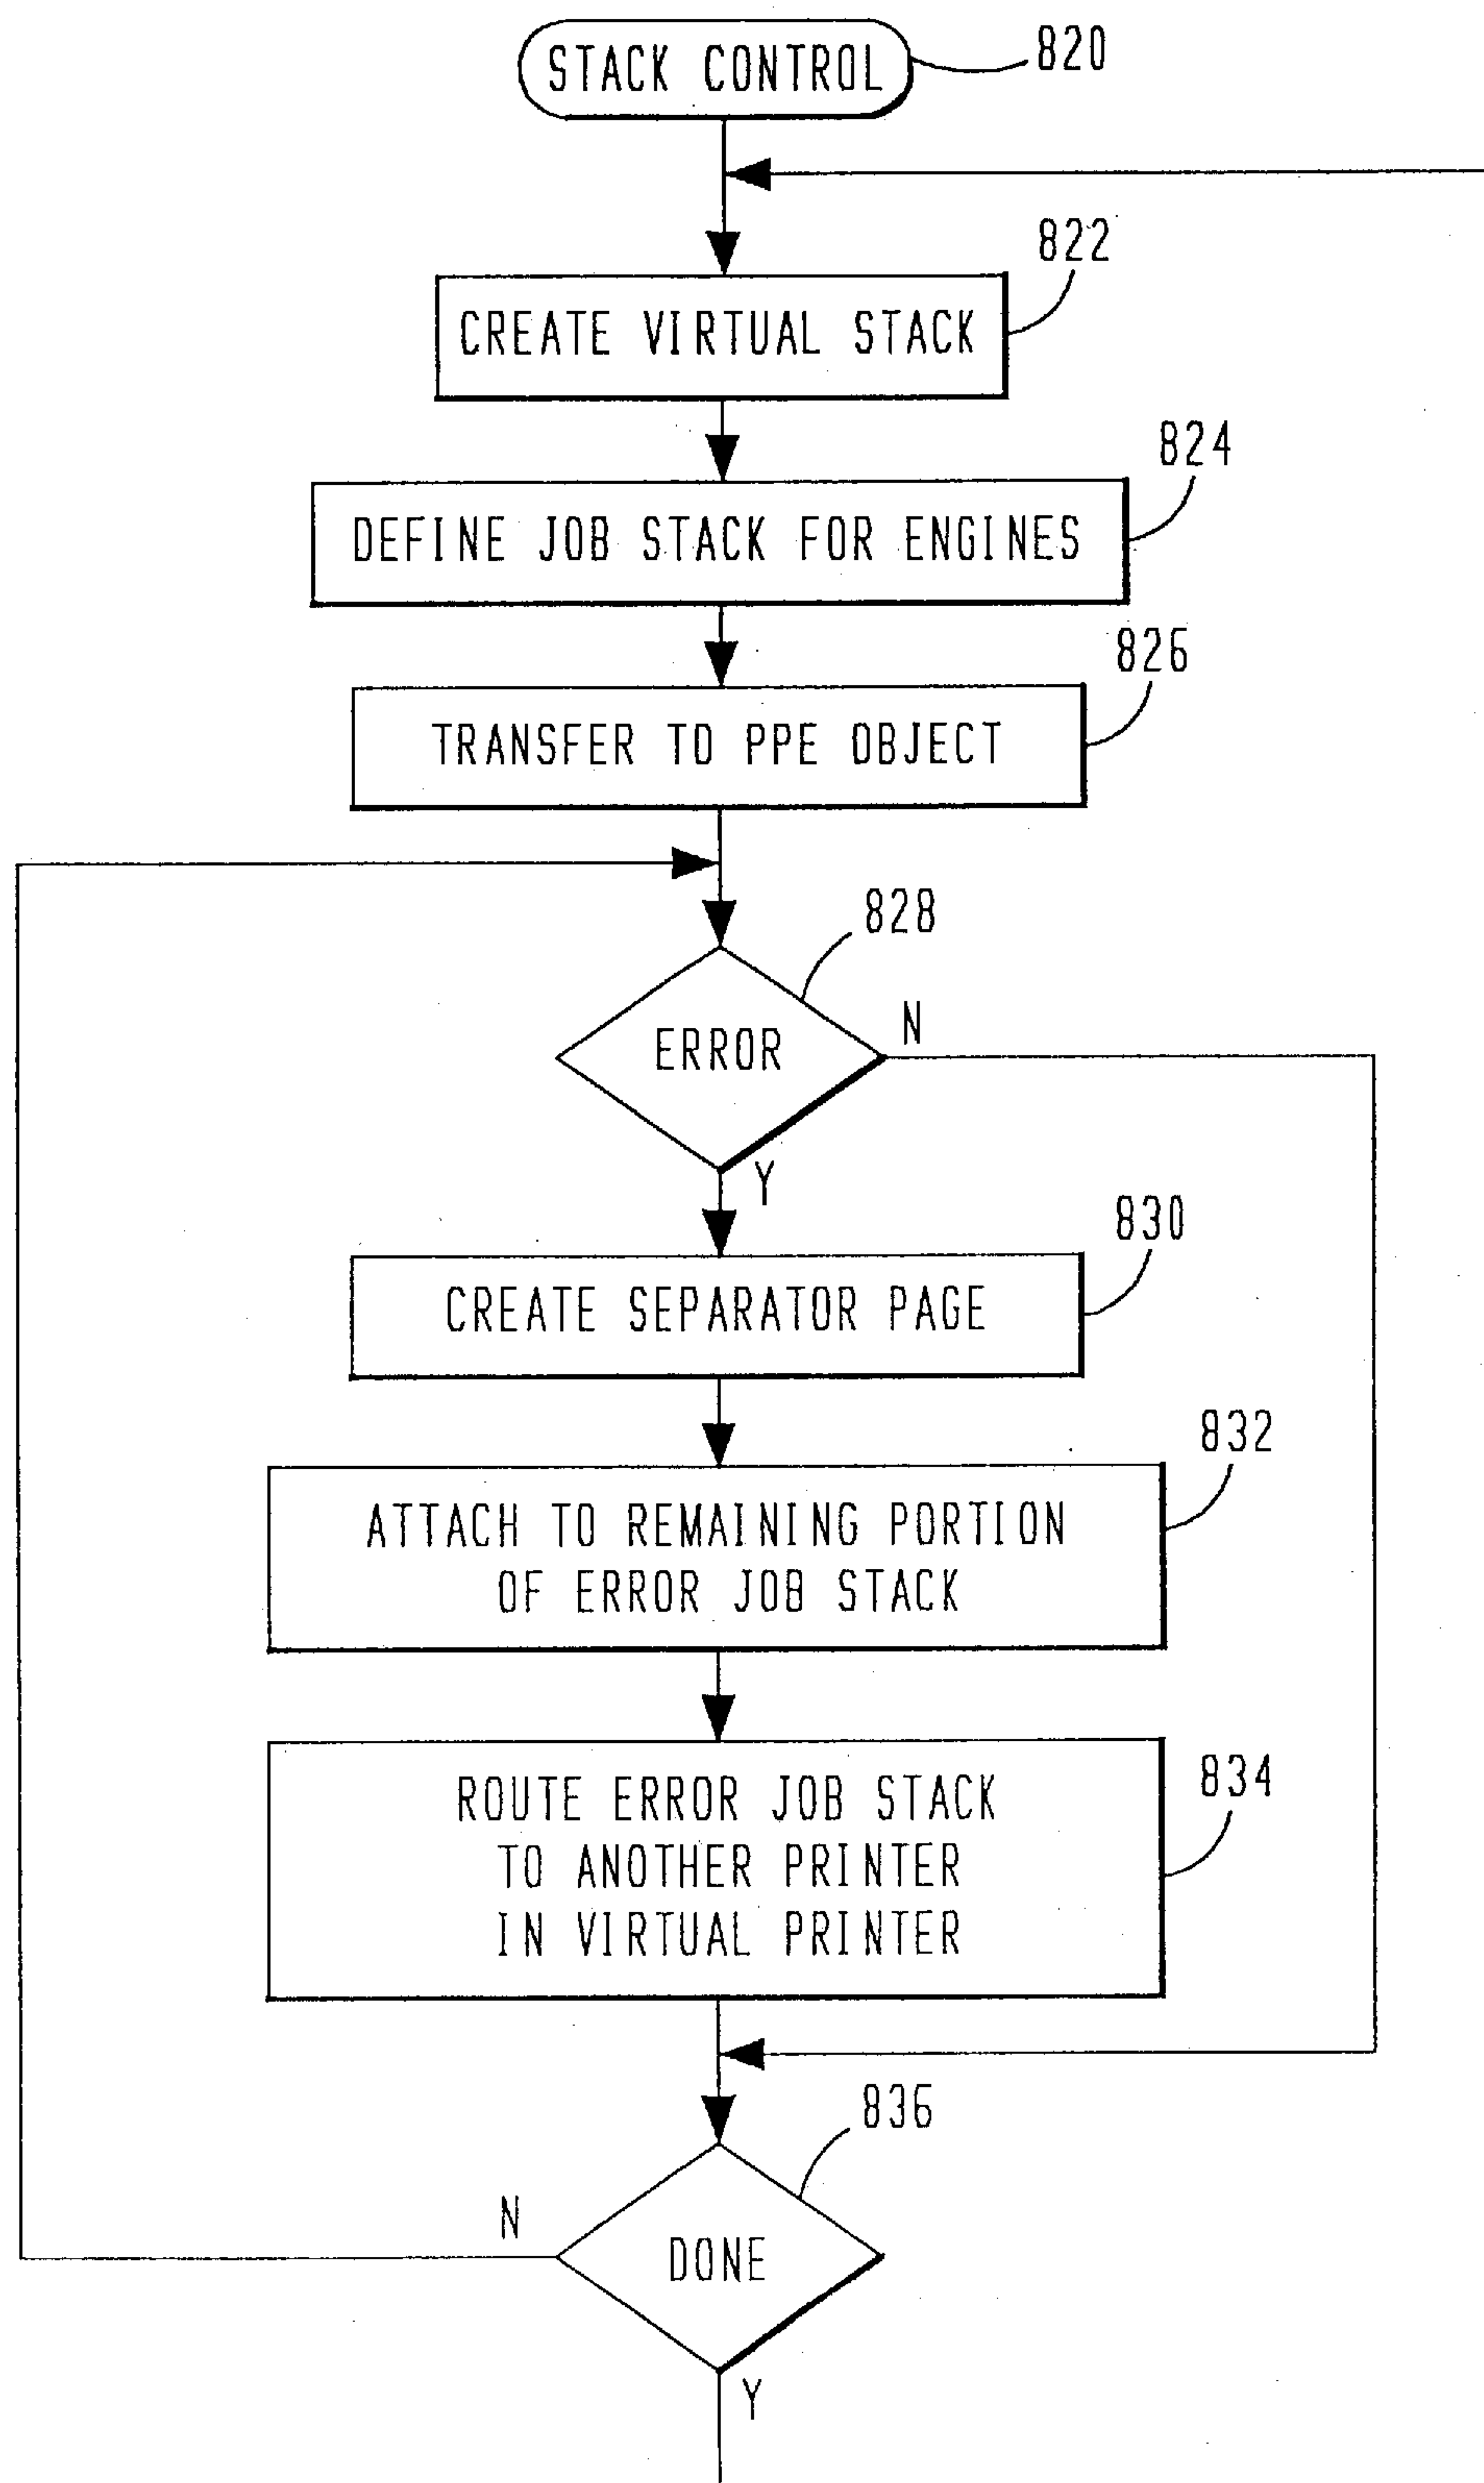 STACK CONTROL
820
822
CREATE VIRTUAL STACK
824
DEFINE JOB STACK FOR ENGINES
826
TRANSFER TO PPE OBJECT
828
ERROR
N
Y
830
CREATE SEPARATOR PAGE
832
ATTACH TO REMAINING PORTION
OF ERROR JOB STACK
834
ROUTE ERROR JOB STACK
TO ANOTHER PRINTER
IN VIRTUAL PRINTER
836
N
DONE
Y